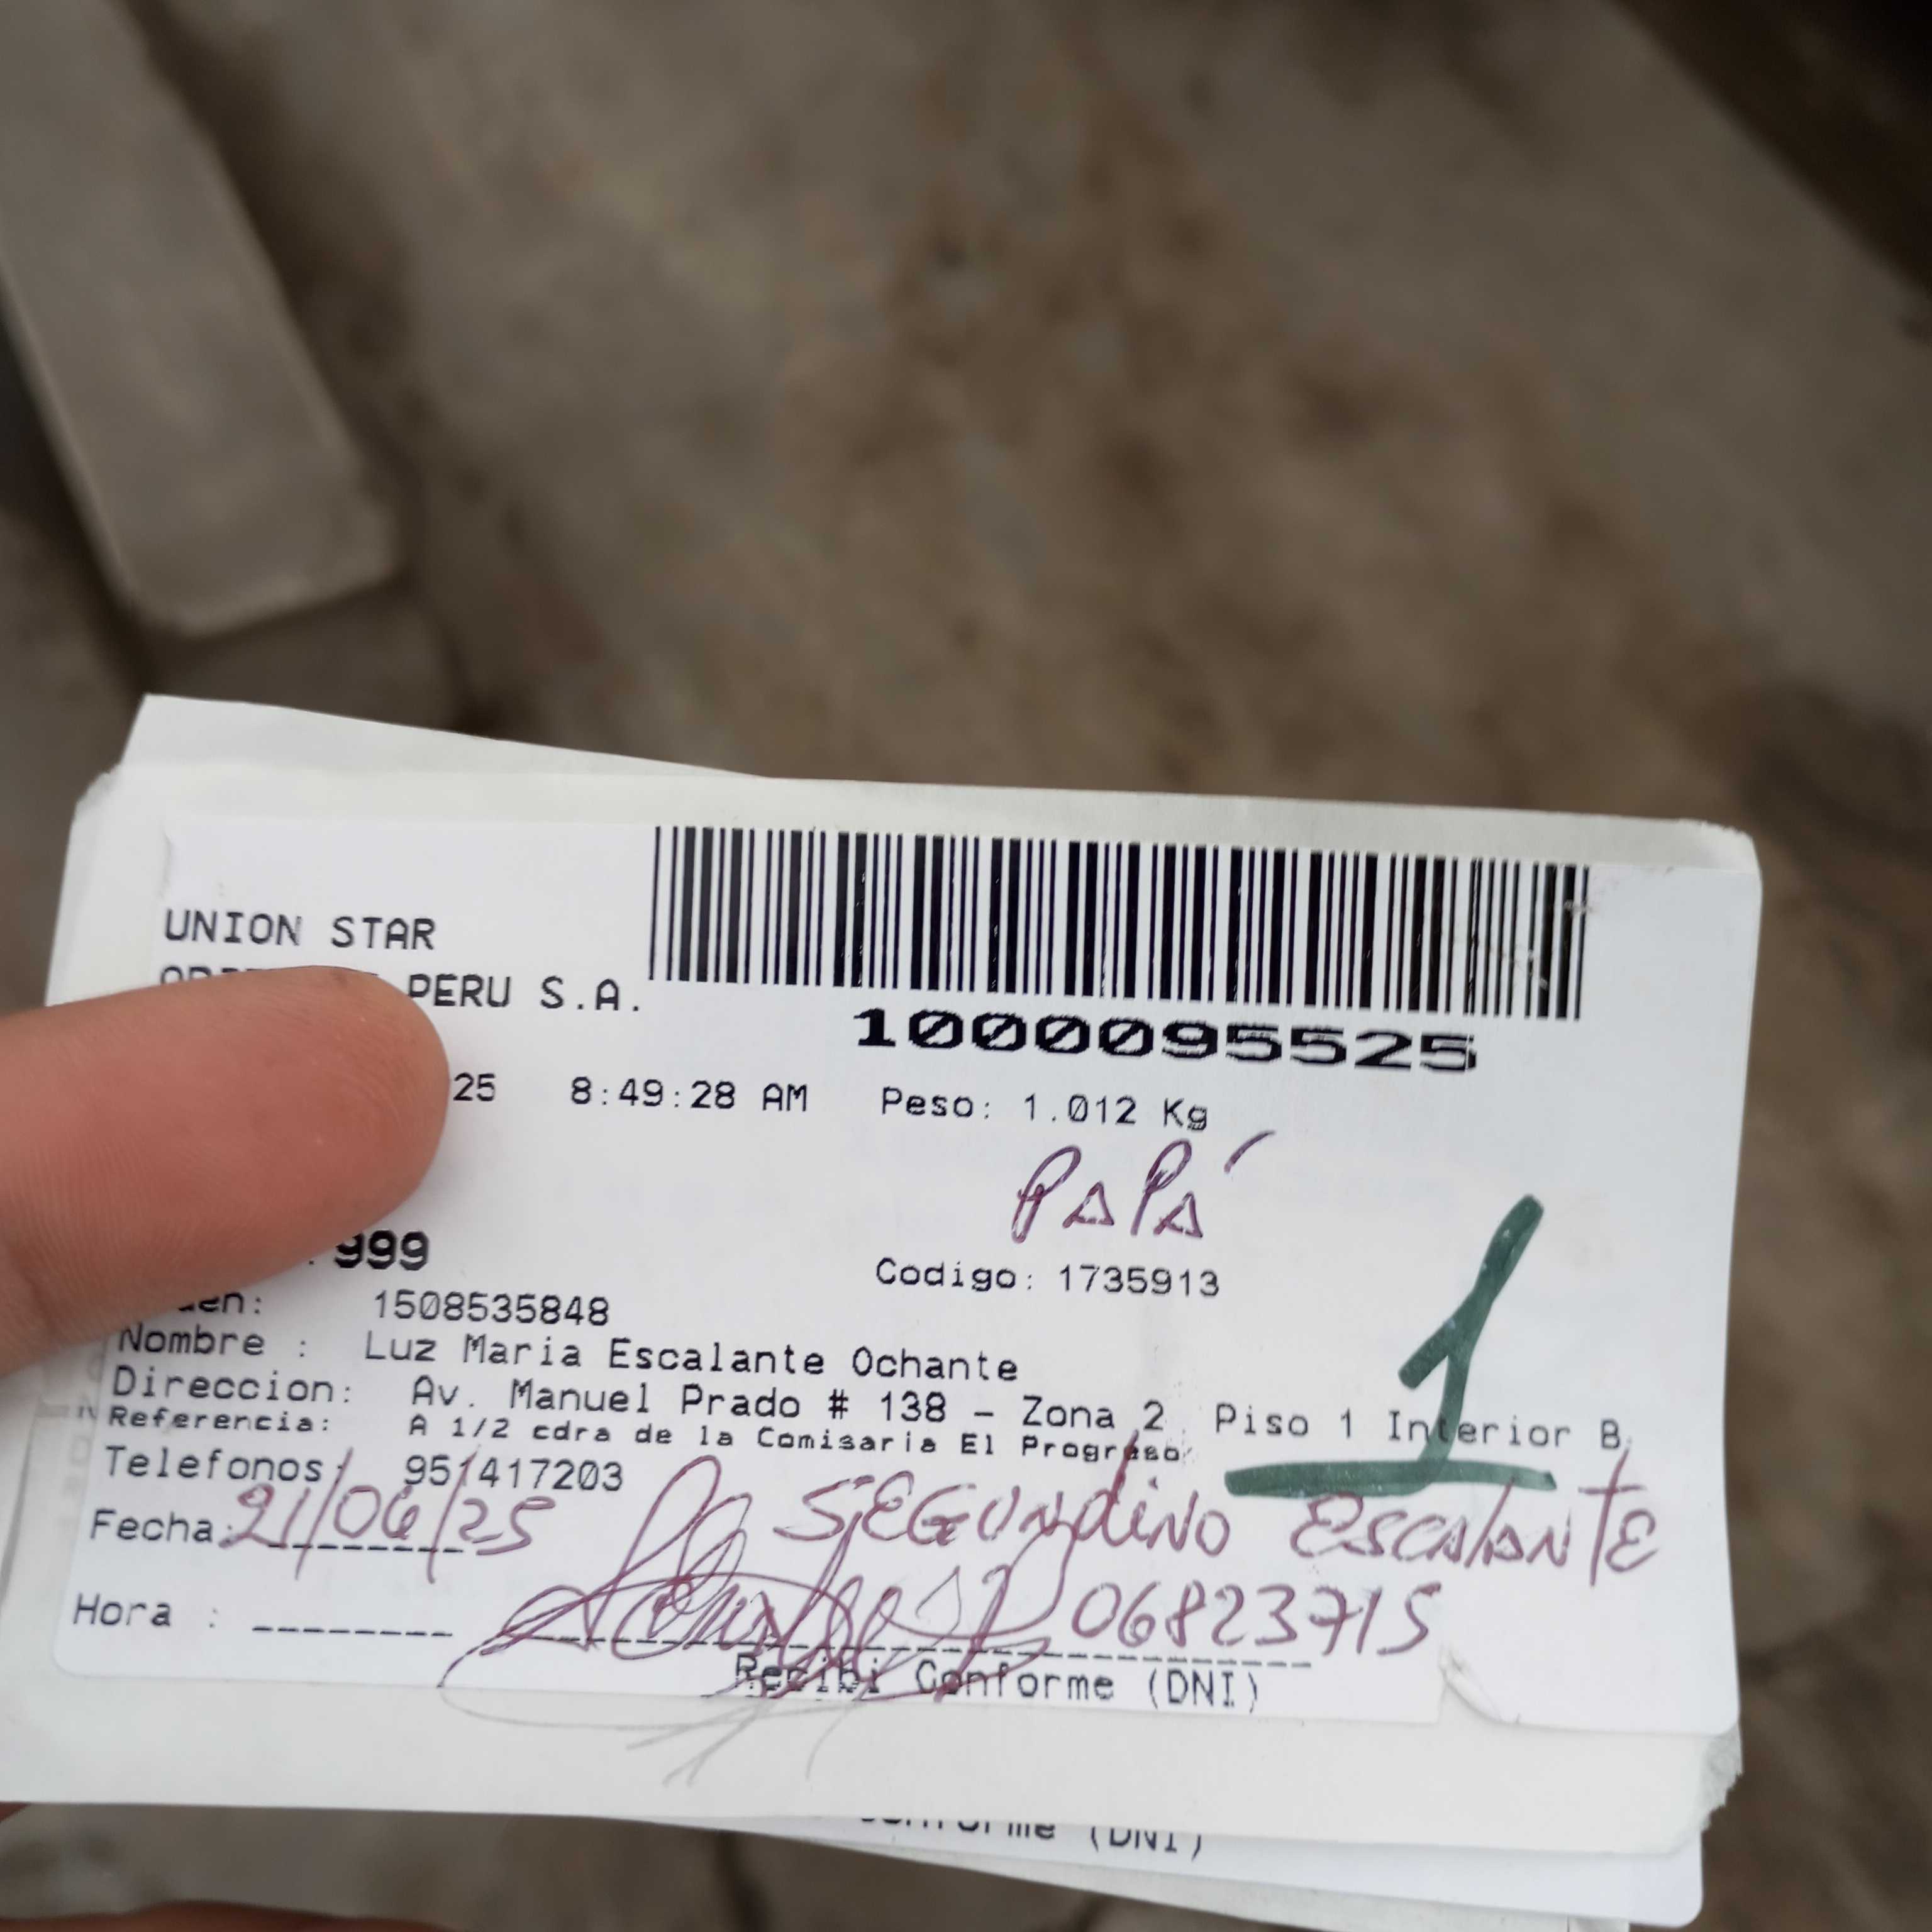 UNION STAR
PERU S.A.
1000095525
25 8:49:28 AM Peso: 1.012 Kg
PAPÁ
999
Codigo: 1735913
1508535848
Nombre : Luz Maria Escalante Ochante
Direccion: Av. Manuel Prado # 138 - Zona 2 Piso 1 Interior B
Referencia: A 1/2 cdra de la Comisaria El Progreso
1
Telefonos: 951417203
SEGUNDINO ESCALANTE
Fecha: 21/06/25
06823715
Hora :
Recibi Conforme (DNI)
Conforme (DNI)